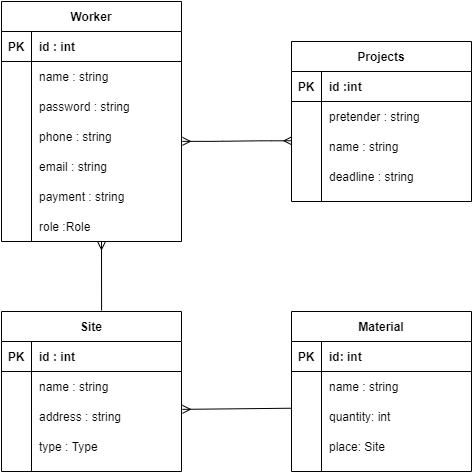 Worker
PK id : int
name : string
password : string
phone : string
email : string
payment : string
role :Role
Projects
PK id :int
pretender : string
name : string
deadline : string
Site
PK id : int
name : string
address : string
type : Type
Material
PK id: int
name : string
quantity: int
place: Site